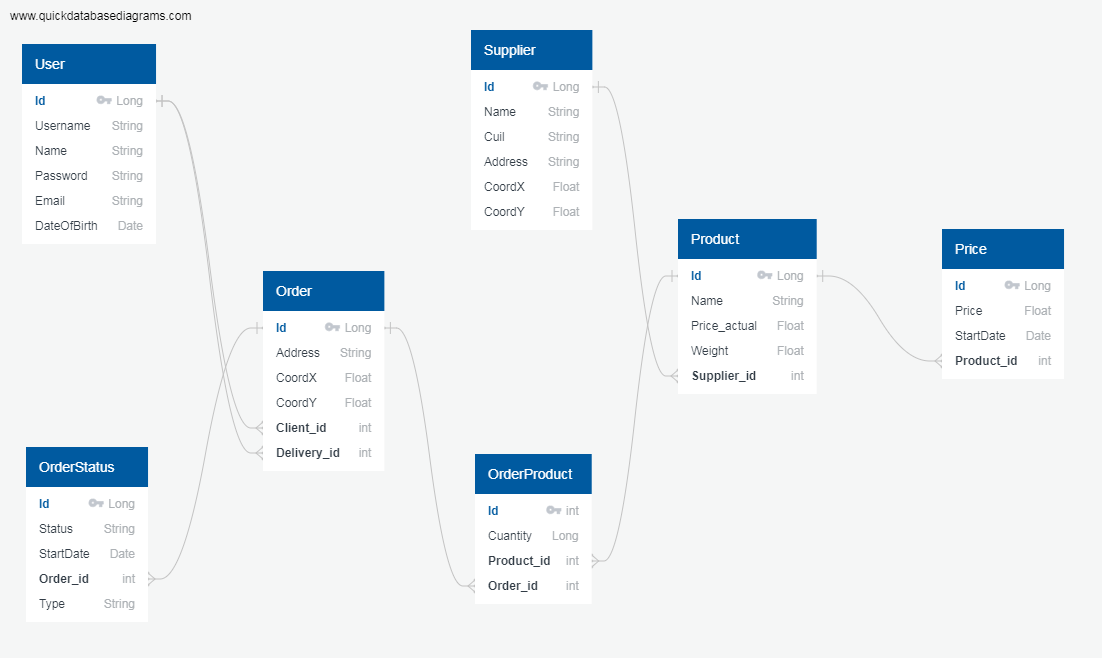 www.quickdatabasediagrams.com
User
Id Long
Username String
Name String
Password String
Email String
DateOfBirth Date
Supplier
Id Long
Name String
Cuil String
Address String
CoordX Float
CoordY Float
Product
Id Long
Name String
Price_actual Float
Weight Float
Supplier_id int
Price
Id Long
Price Float
StartDate Date
Product_id int
Order
Id Long
Address String
CoordX Float
CoordY Float
Client_id int
Delivery_id int
OrderStatus
Id Long
Status String
StartDate Date
Order_id int
Type String
OrderProduct
Id int
Cuantity Long
Product_id int
Order_id int